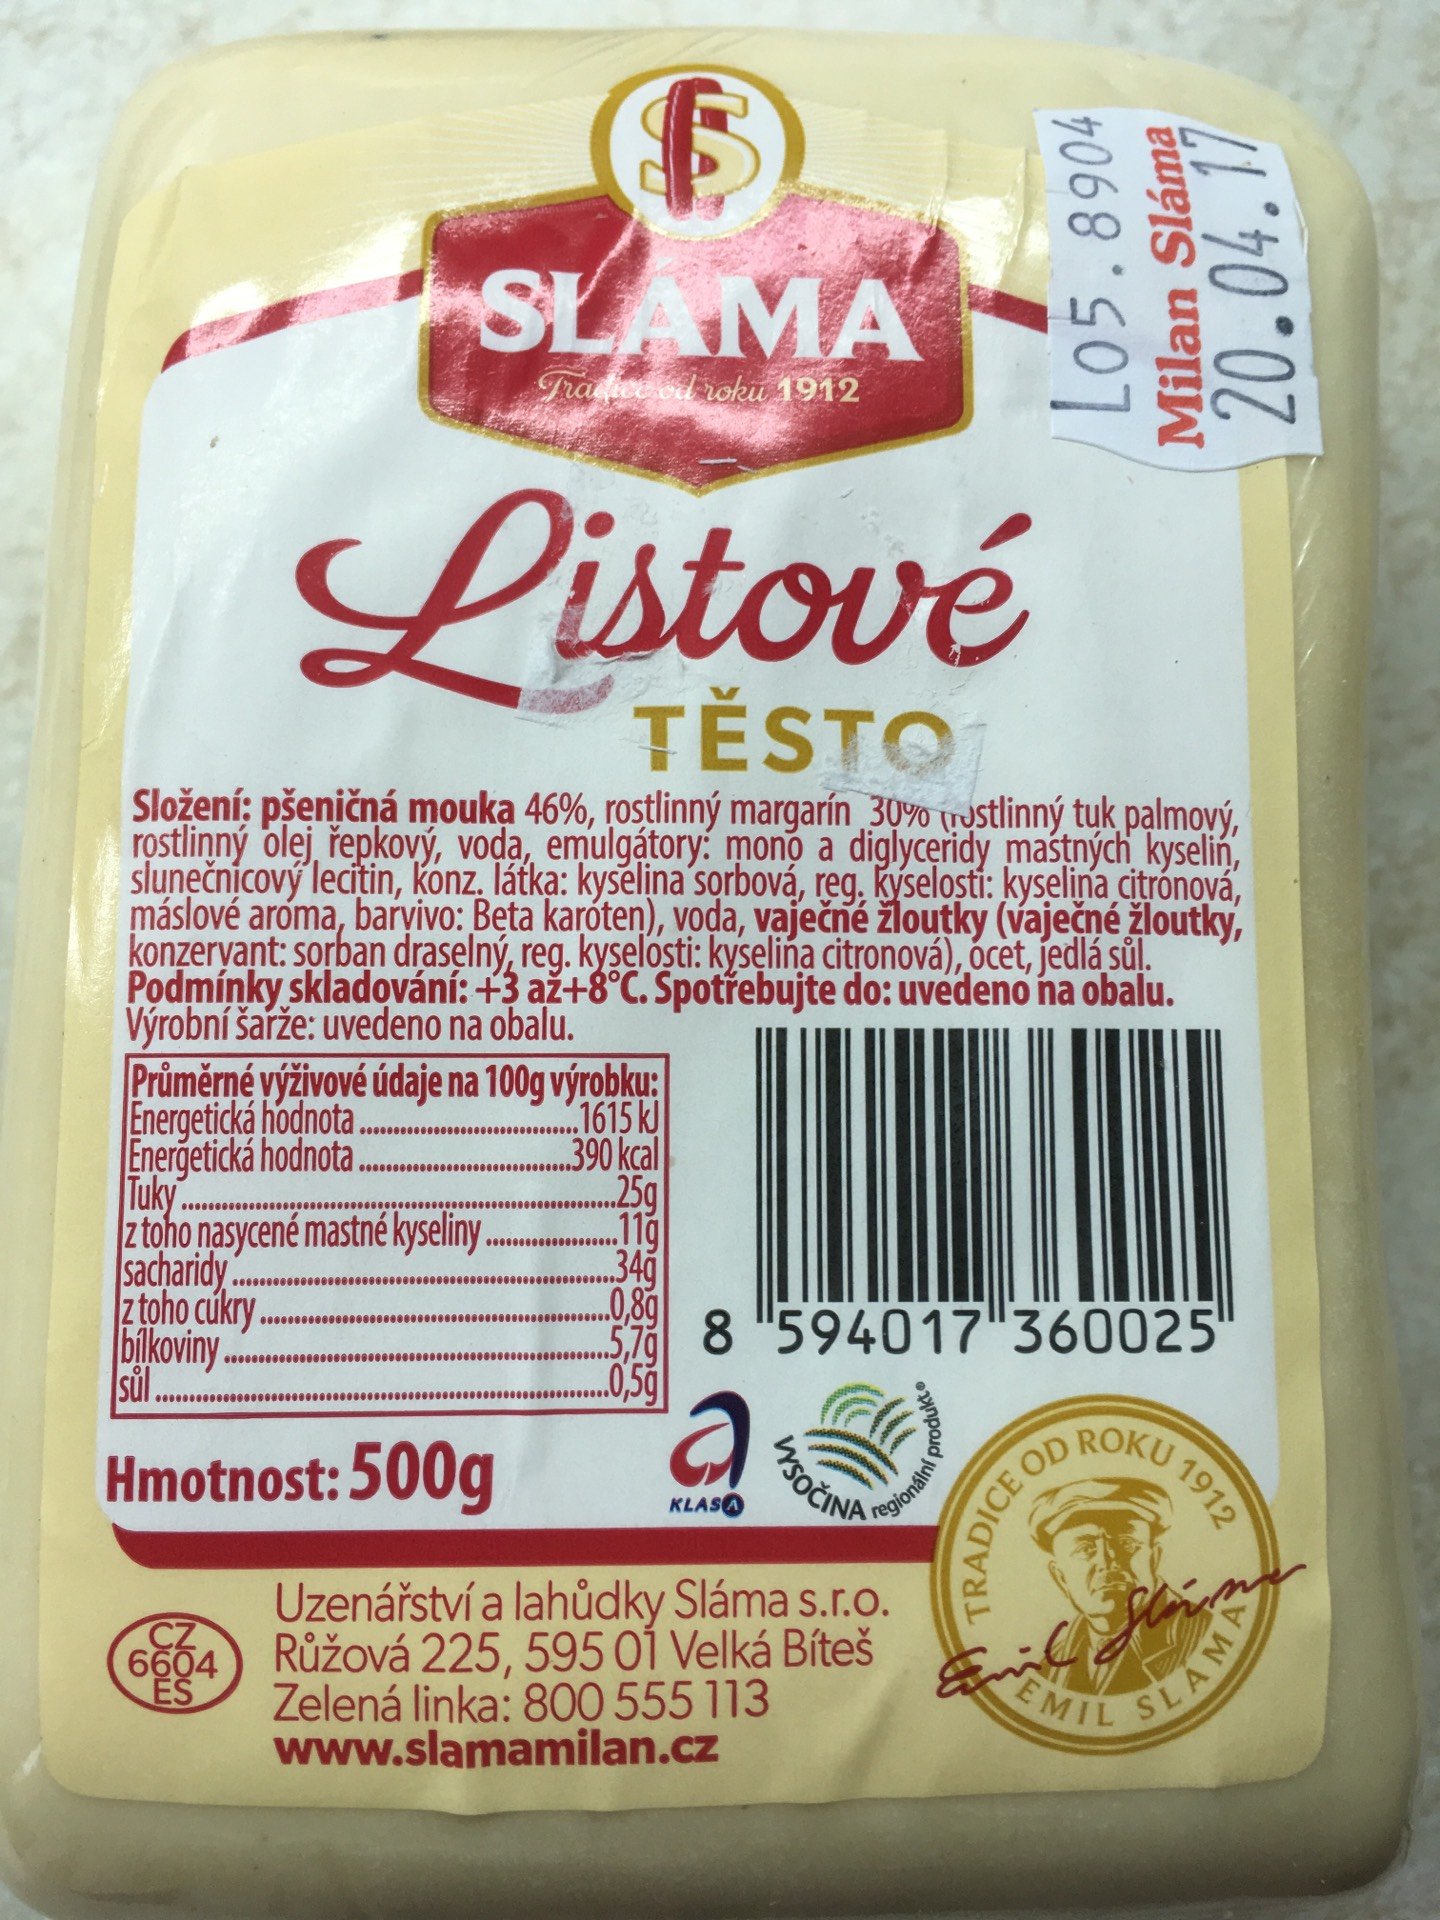 SLÁMA
Tradice od roku 1912
L05.8904
Milan Sláma
20.04.17
Listové
TĚSTO
Složení: pšeničná mouka 46%, rostlinný margarín 30% (rostlinný tuk palmový,
rostlinný olej řepkový, voda, emulgátory: mono a diglyceridy mastných kyselin,
slunečnicový lecitin, konz. látka: kyselina sorbová, reg. kyselosti: kyselina citrónová,
máslové aróma, barvivo: Beta karoten), voda, vaječné žloutky (vaječné žloutky,
konzervant: sorban draselný, reg. kyselosti: kyselina citronová), ocet, jedlá sůl.
Podmínky skladování: +3 až+8°C. Spotřebujte do: uvedeno na obalu.
Výrobní šarže: uvedeno na obalu.
Průměrné výživové údaje na 100g výrobku:
Energetická hodnota ........ 1615 kJ
Energetická hodnota ........ 390 kcal
Tuky ........ 25g
z toho nasycené mastné kyseliny ........ 11g
sacharidy ........ 34g
z toho cukry ........ 0,8g
bílkoviny ........ 5,7g
sůl ........ 0,5g
8 594017 360025
Hmotnost: 500g
KLASA
VYSOČINA regionální produkt®
TRADICE OD ROKU 1912
Emil Sláma
EMIL SLÁMA
CZ
6604
ES
Uzenářství a lahůdky Sláma s.r.o.
Růžová 225, 595 01 Velká Bíteš
Zelená linka: 800 555 113
www.slamamilan.cz